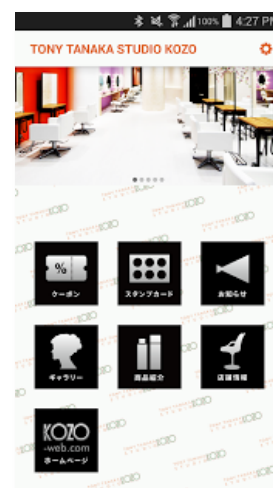 100% 4:27 PM
TONY TANAKA STUDIO KOZO
%
クーポン
スタンプカード
お知らせ
ギャラリー
商品紹介
店舗情報
KOZO
-web.com
ホームページ